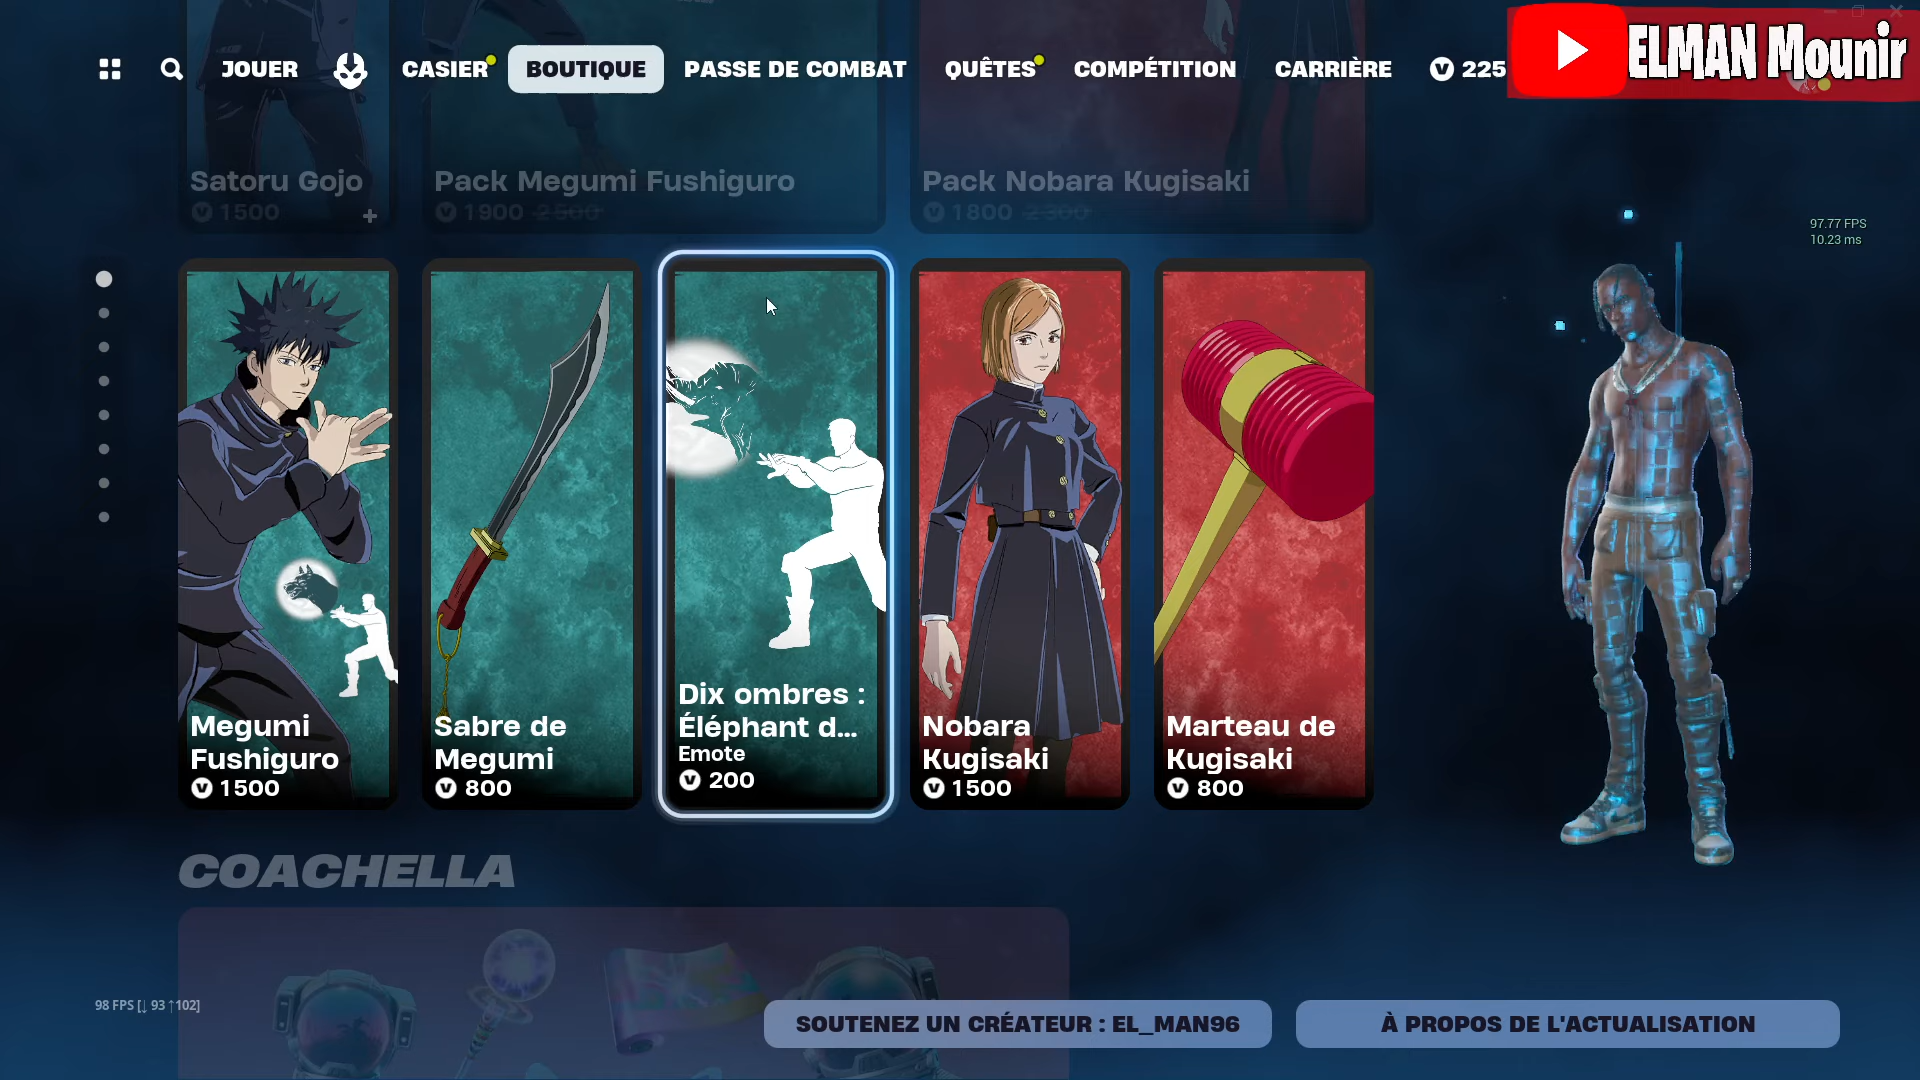 JOUER
CASIER
BOUTIQUE
PASSE DE COMBAT
QUÊTES
COMPÉTITION
CARRIÈRE
225
ELMAN Mounir
97.77 FPS
10.23 ms
Satoru Gojo
1500
Pack Megumi Fushiguro
1900 2500
Pack Nobara Kugisaki
1800 2300
Megumi
Fushiguro
1500
Sabre de
Megumi
800
Dix ombres :
Éléphant d...
Emote
200
Nobara
Kugisaki
1500
Marteau de
Kugisaki
800
COACHELLA
98 FPS [↓ 93 ↑102]
SOUTENEZ UN CRÉATEUR : EL_MAN96
À PROPOS DE L'ACTUALISATION